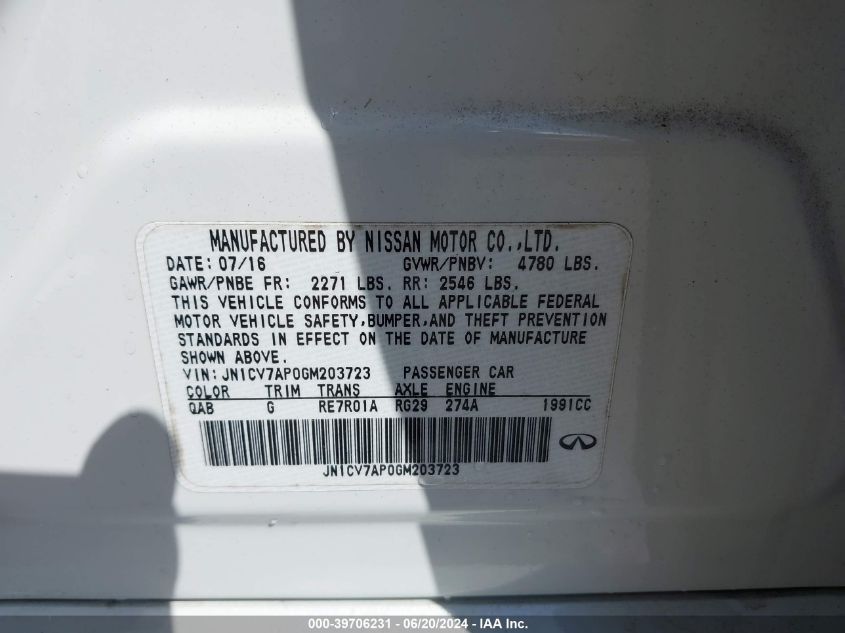 MANUFACTURED BY NISSAN MOTOR CO.,LTD.
DATE: 07/16 GVWR/PNBV: 4780 LBS.
GAWR/PNBE FR: 2271 LBS. RR: 2546 LBS.
THIS VEHICLE CONFORMS TO ALL APPLICABLE FEDERAL
MOTOR VEHICLE SAFETY,BUMPER,AND THEFT PREVENTION
STANDARDS IN EFFECT ON THE DATE OF MANUFACTURE
SHOWN ABOVE.
VIN: JN1CV7AP0GM203723 PASSENGER CAR
COLOR TRIM TRANS AXLE ENGINE
QAB G RE7R01A RG29 274A 1991CC
JN1CV7AP0GM203723
000-39706231 - 06/20/2024 - IAA Inc.